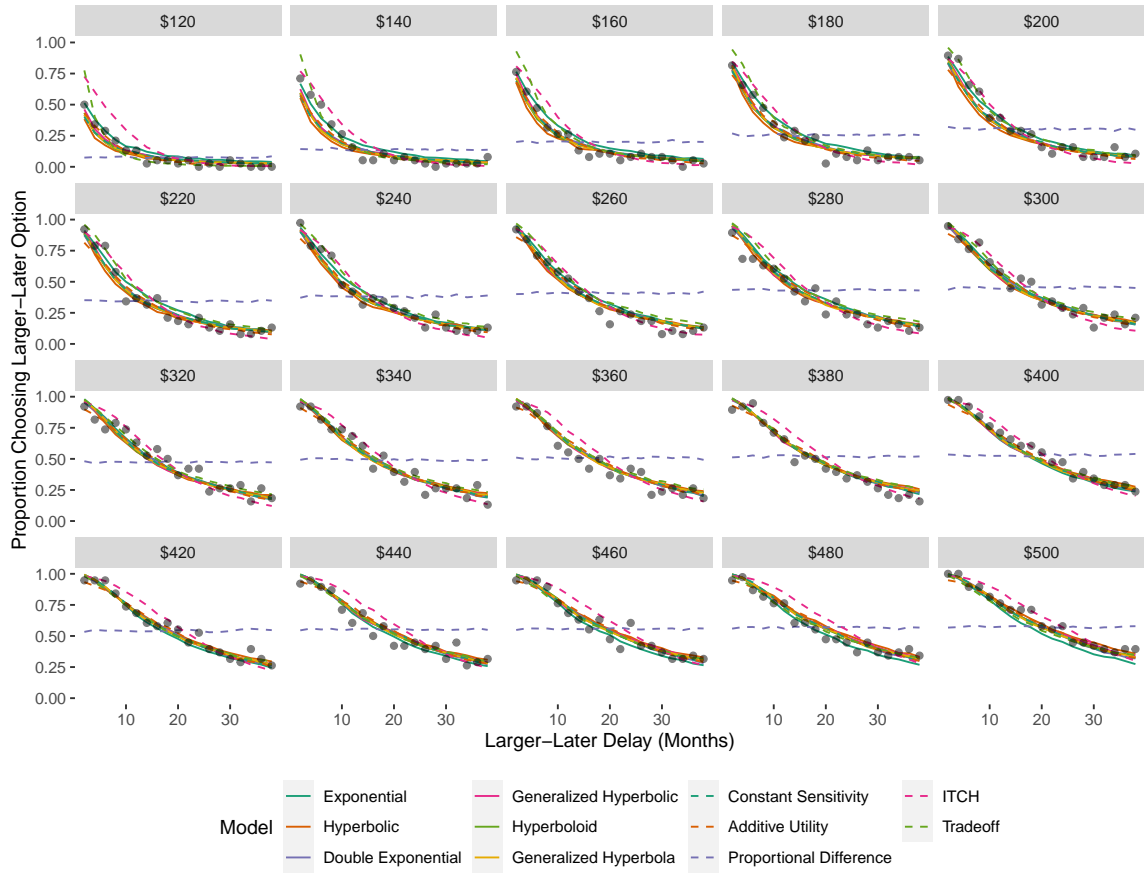 $120 $140 $160 $180 $200
1.00
0.75
0.50
0.25
0.00
$220 $240 $260 $280 $300
1.00
0.75
0.50
0.25
0.00
$320 $340 $360 $380 $400
1.00
0.75
0.50
0.25
0.00
$420 $440 $460 $480 $500
1.00
0.75
0.50
0.25
0.00
Proportion Choosing Larger−Later Option
10 20 30 10 20 30 10 20 30 10 20 30 10 20 30
Larger−Later Delay (Months)
Model
Exponential
Hyperbolic
Double Exponential
Generalized Hyperbolic
Hyperboloid
Generalized Hyperbola
Constant Sensitivity
Additive Utility
Proportional Difference
ITCH
Tradeoff